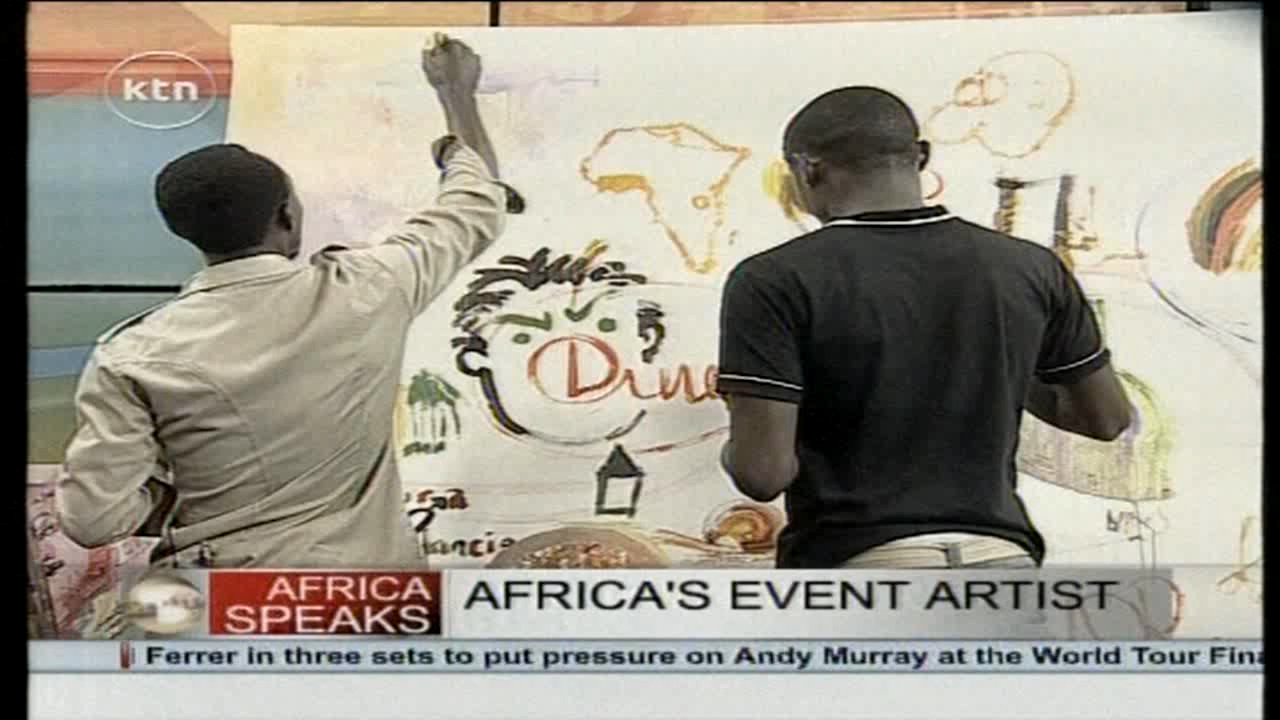 ktn
Dine
AFRICA
SPEAKS
AFRICA'S EVENT ARTIST
Ferrer in three sets to put pressure on Andy Murray at the World Tour Fina